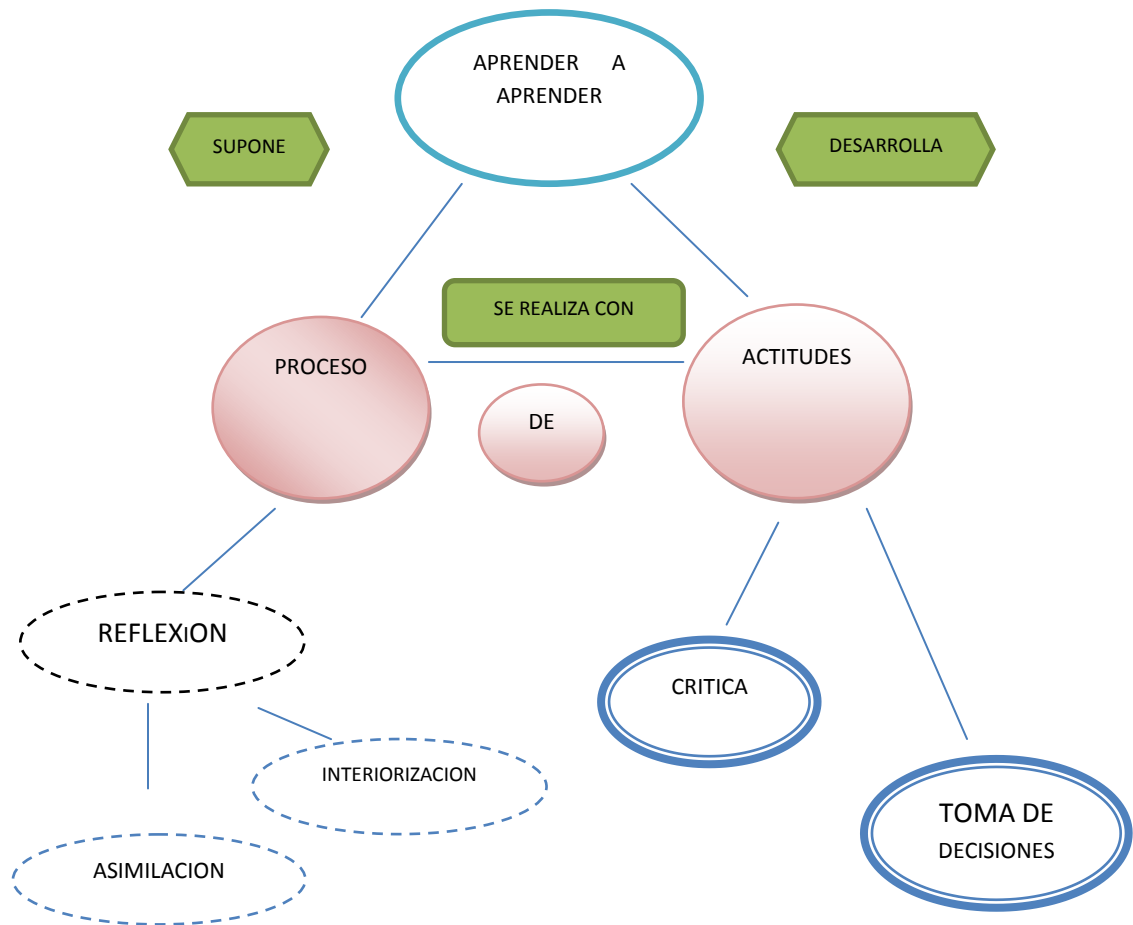 APRENDER A
APRENDER
SUPONE
DESARROLLA
SE REALIZA CON
PROCESO
ACTITUDES
DE
REFLEXiON
CRITICA
INTERIORIZACION
TOMA DE
DECISIONES
ASIMILACION